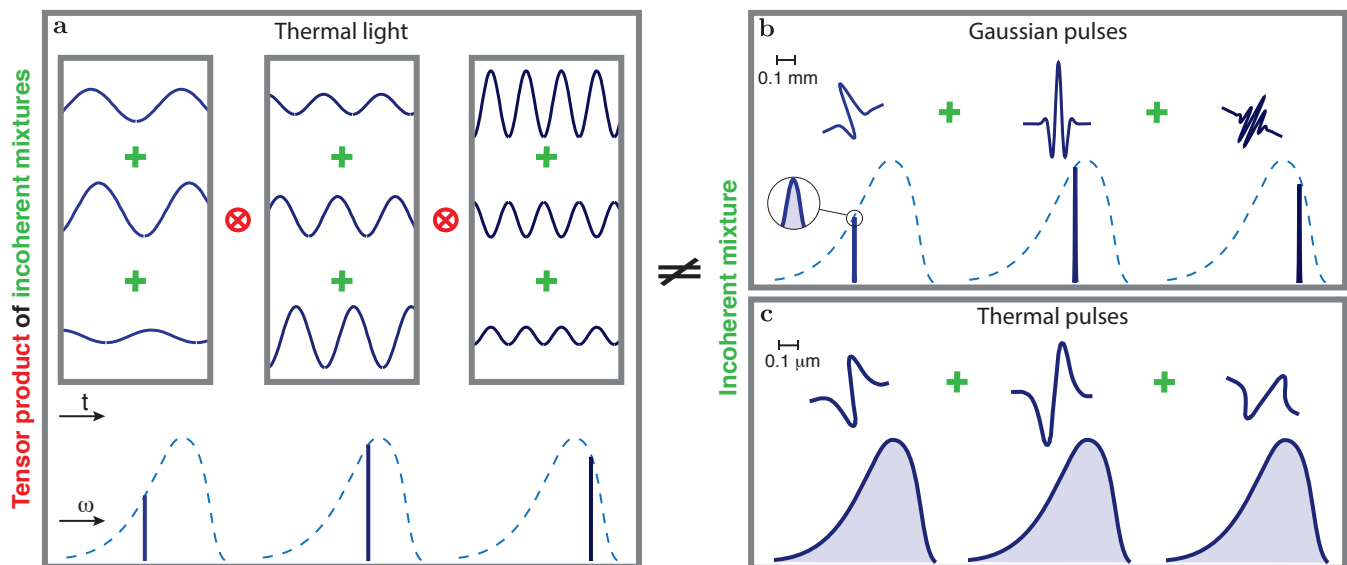 Tensor product of incoherent mixtures
a
Thermal light
+
+
+
⊗
⊗
+
+
+
t
ω
≠
Incoherent mixture
b
Gaussian pulses
0.1 mm
+
+
c
Thermal pulses
0.1 μm
+
+